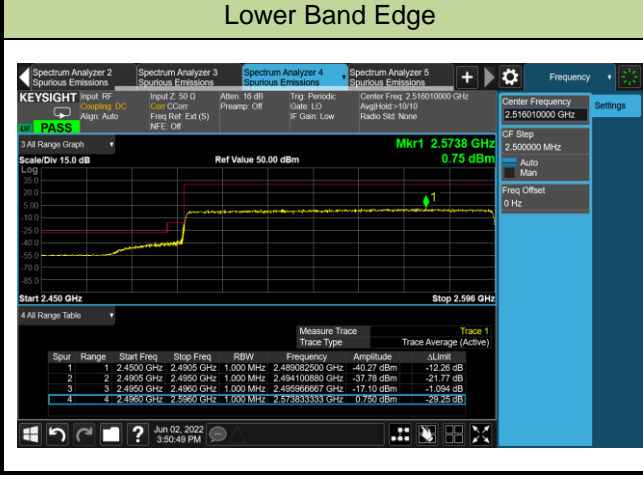 Lower Band Edge
Spectrum Analyzer 2 Spurious Emissions
Spectrum Analyzer 3 Spurious Emissions
Spectrum Analyzer 4 Spurious Emissions
Spectrum Analyzer 5 Spurious Emissions
+
Frequency
KEYSIGHT
Input: RF
Coupling: DC
Align: Auto
Input Z: 50 Ω
Corr CCorr
Freq Ref: Ext (S)
NFE: Off
Atten: 16 dB
Preamp: Off
Trig: Periodic
Gate: LO
IF Gain: Low
Center Freq: 2.516010000 GHz
Avg|Hold:>10/10
Radio Std: None
PASS
Center Frequency
2.516010000 GHz
Settings
CF Step
2.500000 MHz
Auto
Man
Freq Offset
0 Hz
3 All Range Graph
Mkr1 2.5738 GHz
Scale/Div 15.0 dB
Ref Value 50.00 dBm
0.75 dBm
Log
35.0
20.0
5.00
-10.0
-25.0
-40.0
-55.0
-70.0
-85.0
1
Start 2.450 GHz
Stop 2.596 GHz
4 All Range Table
Measure Trace Trace 1
Trace Type Trace Average (Active)
Spur Range Start Freq Stop Freq RBW Frequency Amplitude ΔLimit
1 1 2.4500 GHz 2.4905 GHz 1.000 MHz 2.489082500 GHz -40.27 dBm -12.26 dB
2 2 2.4905 GHz 2.4950 GHz 1.000 MHz 2.494100880 GHz -37.78 dBm -21.77 dB
3 3 2.4950 GHz 2.4960 GHz 1.000 MHz 2.495966667 GHz -17.10 dBm -1.094 dB
4 4 2.4960 GHz 2.5960 GHz 1.000 MHz 2.573833333 GHz 0.750 dBm -29.25 dB
?
Jun 02, 2022
3:50:49 PM